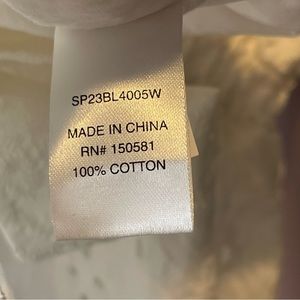 SP23BL4005W
MADE IN CHINA
RN# 150581
100% COTTON